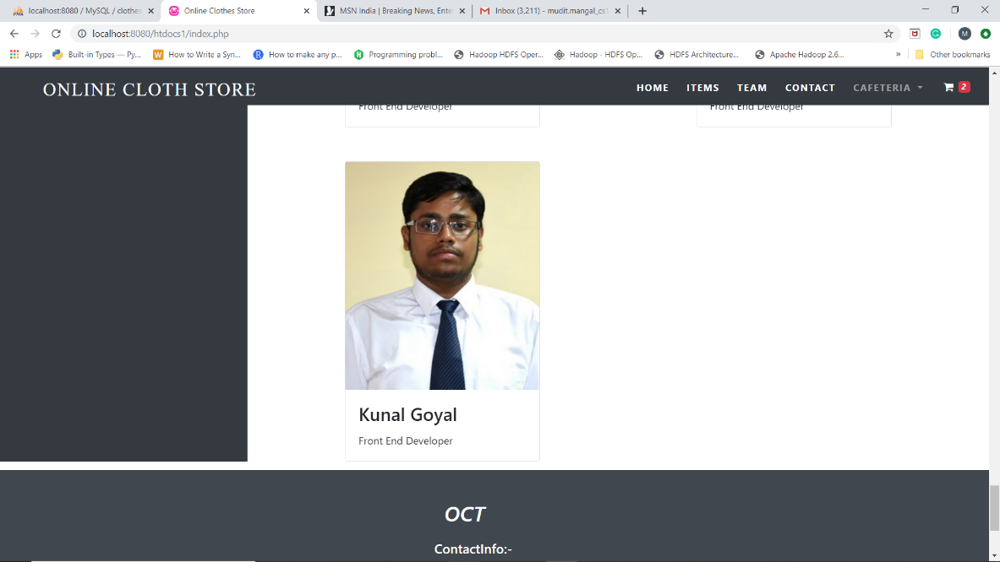 localhost:8080 / MySQL / clothes
Online Clothes Store
MSN India | Breaking News, Ente
Inbox (3,211) - mudit.mangal_cs1
localhost:8080/htdocs1/index.php
M
Apps
Built-in Types — Py...
How to Write a Syn...
How to make any p...
Programming probl...
Hadoop HDFS Oper...
Hadoop - HDFS Op...
HDFS Architecture...
Apache Hadoop 2.6...
»
Other bookmarks
ONLINE CLOTH STORE
HOME
ITEMS
TEAM
CONTACT
CAFETERIA
2
Front End Developer
Front End Developer
Kunal Goyal
Front End Developer
OCT
ContactInfo:-